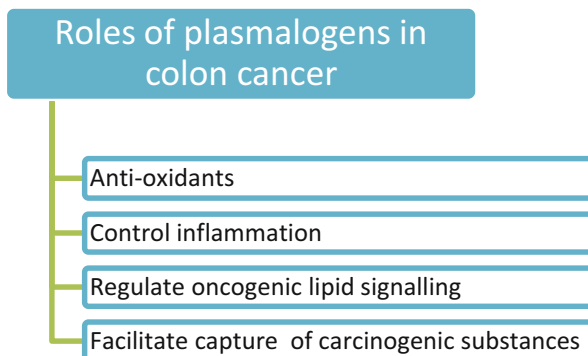 Roles of plasmalogens in
colon cancer
Anti-oxidants
Control inflammation
Regulate oncogenic lipid signalling
Facilitate capture of carcinogenic substances